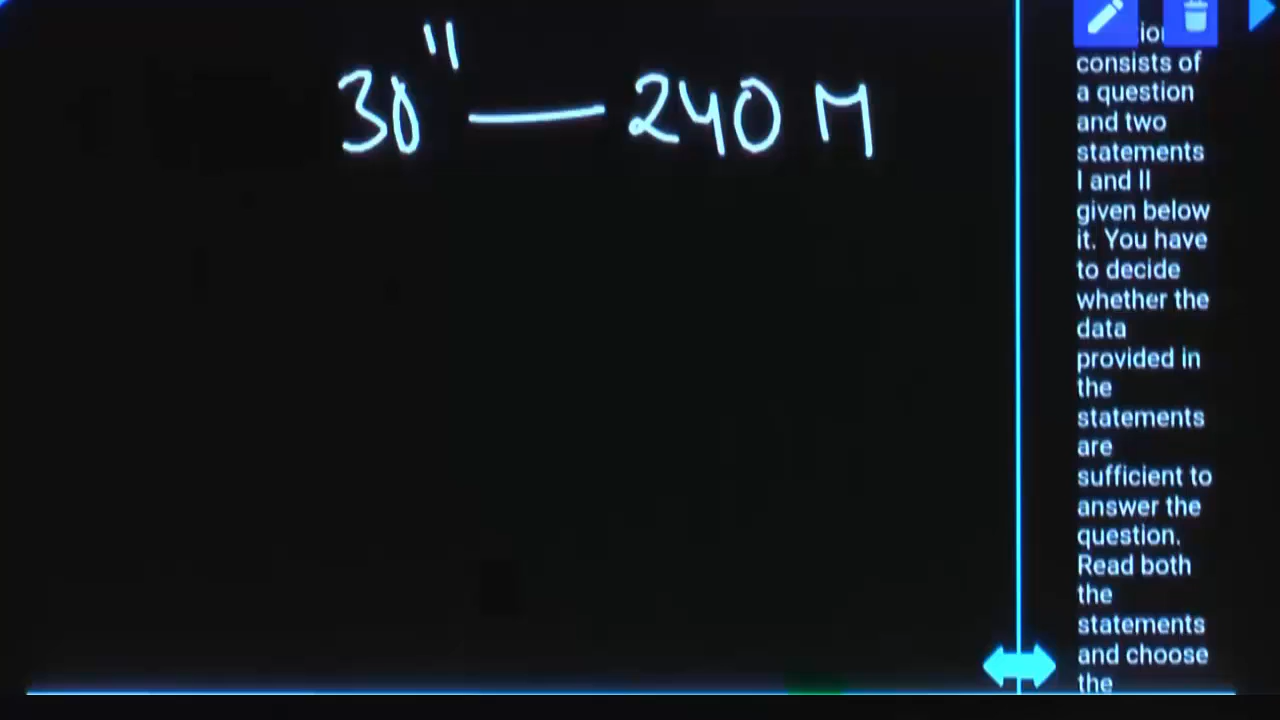 30" — 240 M
consists of
a question
and two
statements
I and II
given below
it. You have
to decide
whether the
data
provided in
the
statements
are
sufficient to
answer the
question.
Read both
the
statements
and choose
the